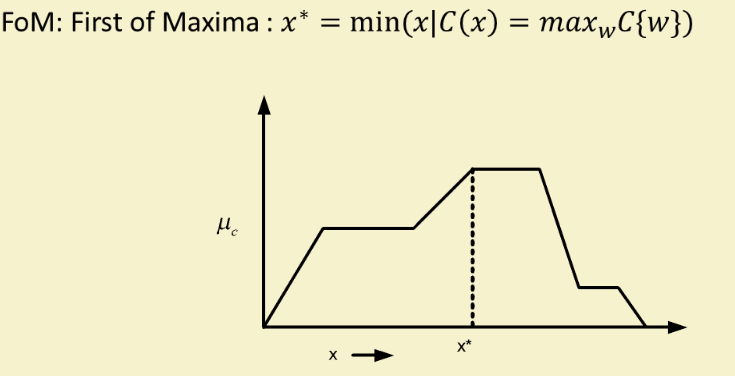 FoM: First of Maxima : x* = min(x|C(x) = max_w C{w})
μ_c
x
x*